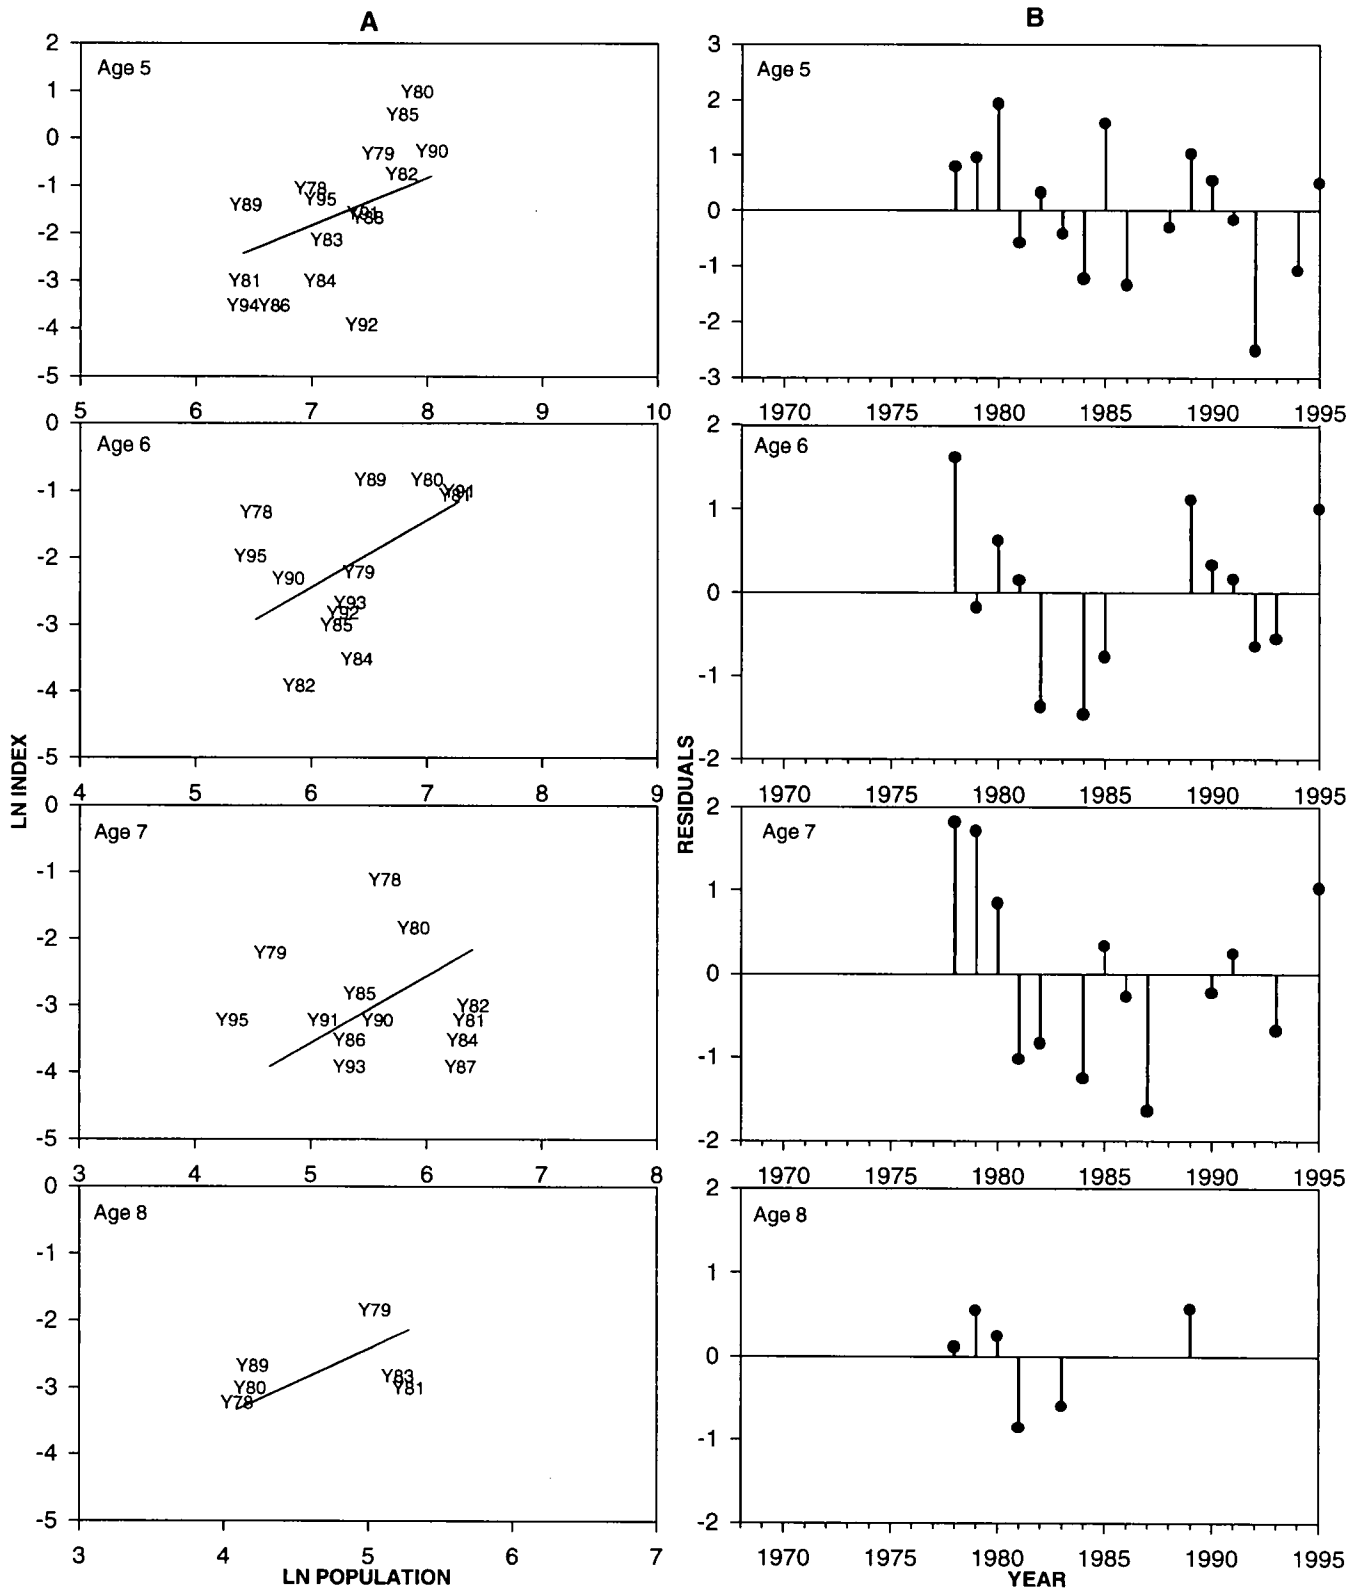 A
B
2
1
0
-1
-2
-3
-4
-5
Age 5
Y80
Y85
Y79
Y90
Y82
Y78
Y95
Y89
Y91
Y88
Y83
Y81
Y84
Y94
Y86
Y92
5 6 7 8 9 10
3
2
1
0
-1
-2
-3
Age 5
1970 1975 1980 1985 1990 1995
0
-1
-2
-3
-4
-5
Age 6
Y89
Y80
Y91
Y81
Y78
Y95
Y90
Y79
Y93
Y92
Y85
Y84
Y82
4 5 6 7 8 9
2
1
0
-1
-2
Age 6
1970 1975 1980 1985 1990 1995
LN INDEX
RESIDUALS
0
-1
-2
-3
-4
-5
Age 7
Y78
Y80
Y79
Y85
Y82
Y95
Y91
Y90
Y81
Y86
Y84
Y93
Y87
3 4 5 6 7 8
2
1
0
-1
-2
Age 7
1970 1975 1980 1985 1990 1995
0
-1
-2
-3
-4
-5
Age 8
Y79
Y89
Y83
Y80
Y81
Y78
3 4 5 6 7
LN POPULATION
2
1
0
-1
-2
Age 8
1970 1975 1980 1985 1990 1995
YEAR